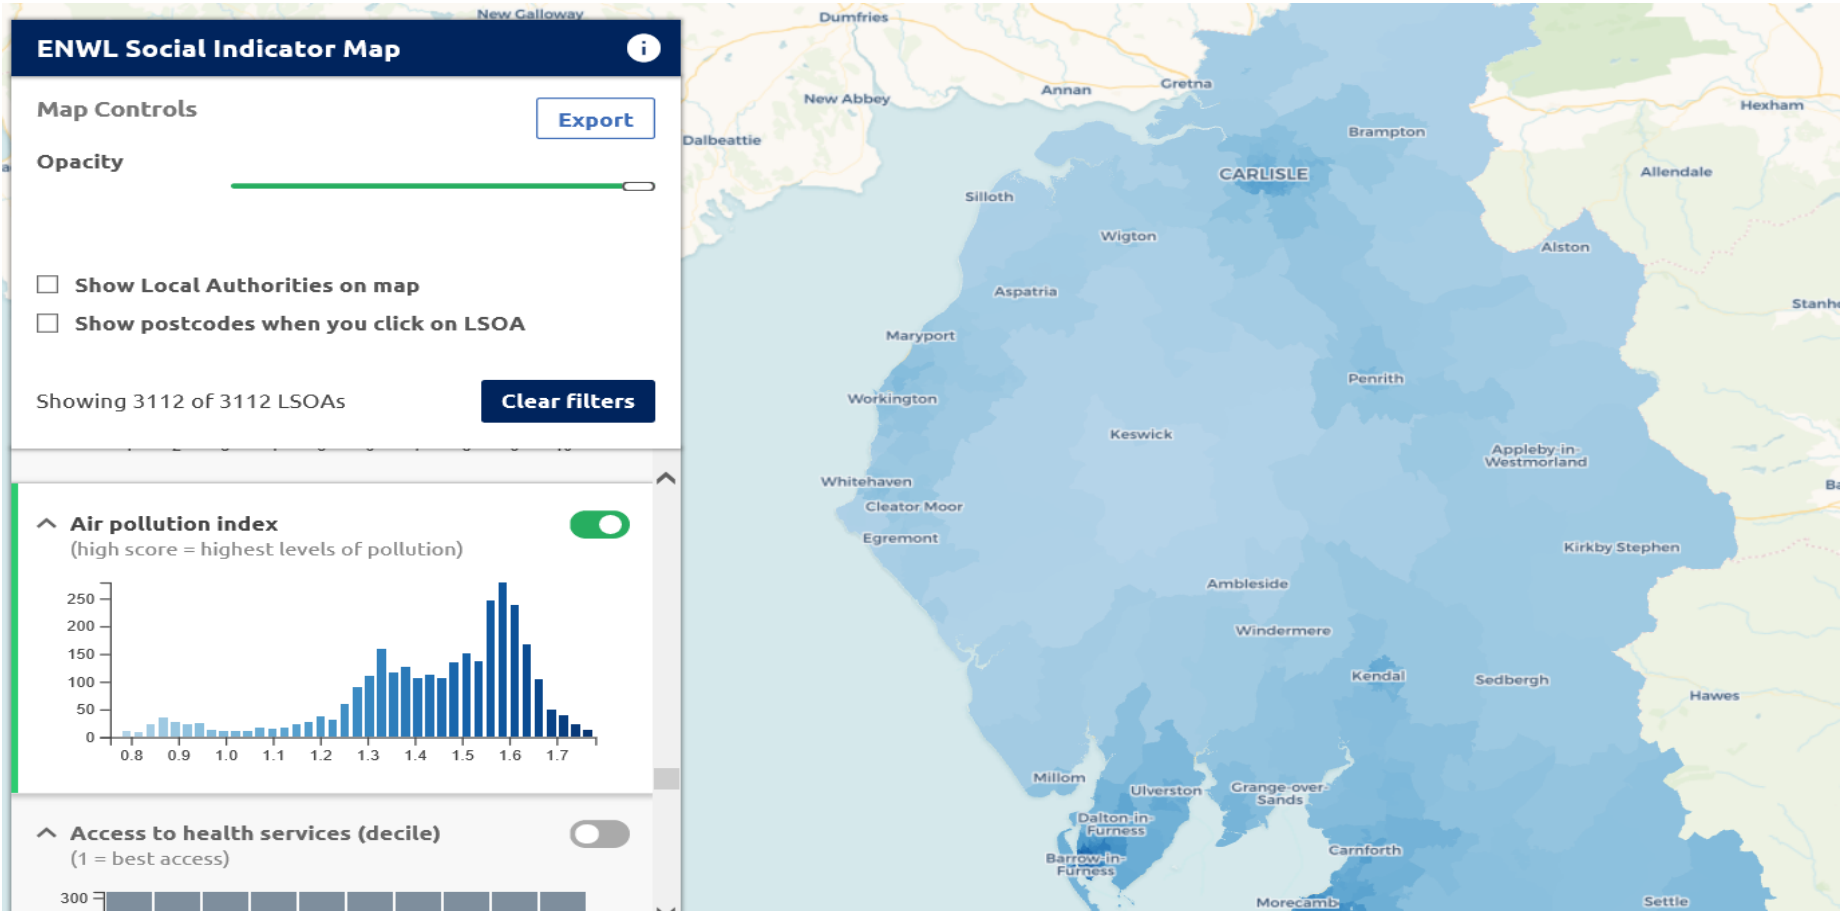 ENWL Social Indicator Map
i
Map Controls
Export
Opacity
Show Local Authorities on map
Show postcodes when you click on LSOA
Showing 3112 of 3112 LSOAs
Clear filters
Air pollution index
(high score = highest levels of pollution)
250
200
150
100
50
0
0.8 0.9 1.0 1.1 1.2 1.3 1.4 1.5 1.6 1.7
Access to health services (decile)
(1 = best access)
300
New Galloway
Dumfries
Gretna
Annan
New Abbey
Hexham
Brampton
Dalbeattie
CARLISLE
Allendale
Silloth
Wigton
Alston
Aspatria
Stanh
Maryport
Penrith
Workington
Keswick
Appleby-in-
Westmorland
Whitehaven
Ba
Cleator Moor
Egremont
Kirkby Stephen
Ambleside
Windermere
Kendal
Sedbergh
Hawes
Millom
Ulverston
Grange-over-
Sands
Dalton-in-
Furness
Carnforth
Barrow-in-
Furness
Morecamb
Settle